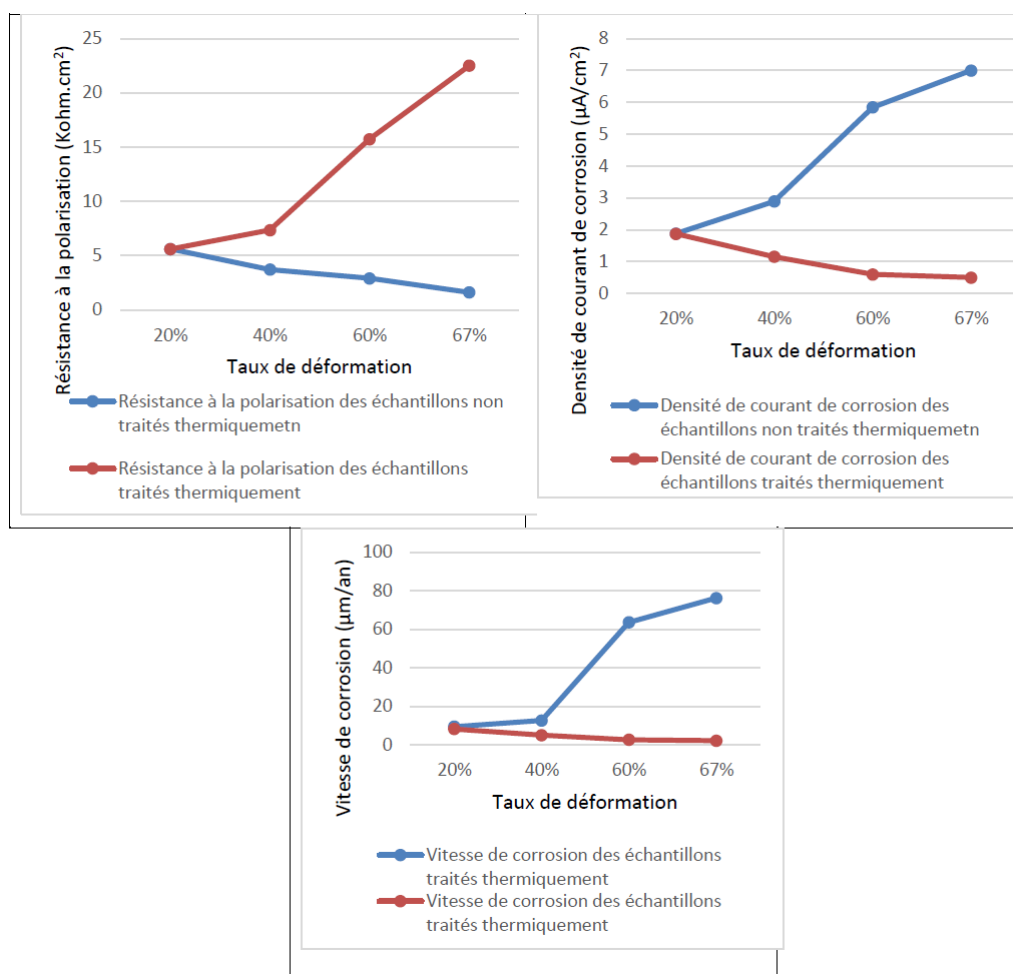 Résistance à la polarisation (Kohm.cm²)
25
20
15
10
5
0
20% 40% 60% 67%
Taux de déformation
Résistance à la polarisation des échantillons non
traités thermiquemetn
Résistance à la polarisation des échantillons
traités thermiquement
Densité de courant de corrosion (µA/cm²)
8
7
6
5
4
3
2
1
0
20% 40% 60% 67%
Taux de déformation
Densité de courant de corrosion des
échantillons non traités thermiquemetn
Densité de courant de corrosion des
échantillons traités thermiquement
Vitesse de corrosion (µm/an)
100
80
60
40
20
0
20% 40% 60% 67%
Taux de déformation
Vitesse de corrosion des échantillons
traités thermiquement
Vitesse de corrosion des échantillons
traités thermiquement